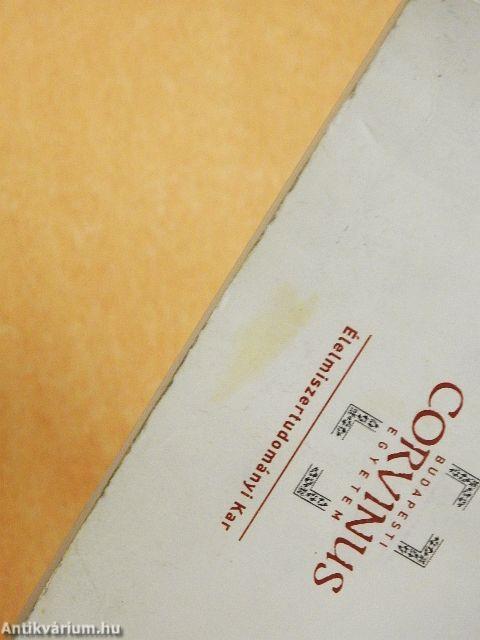 BUDAPESTI
CORVINUS
EGYETEM
Élelmiszertudományi Kar
Antikvárium.hu